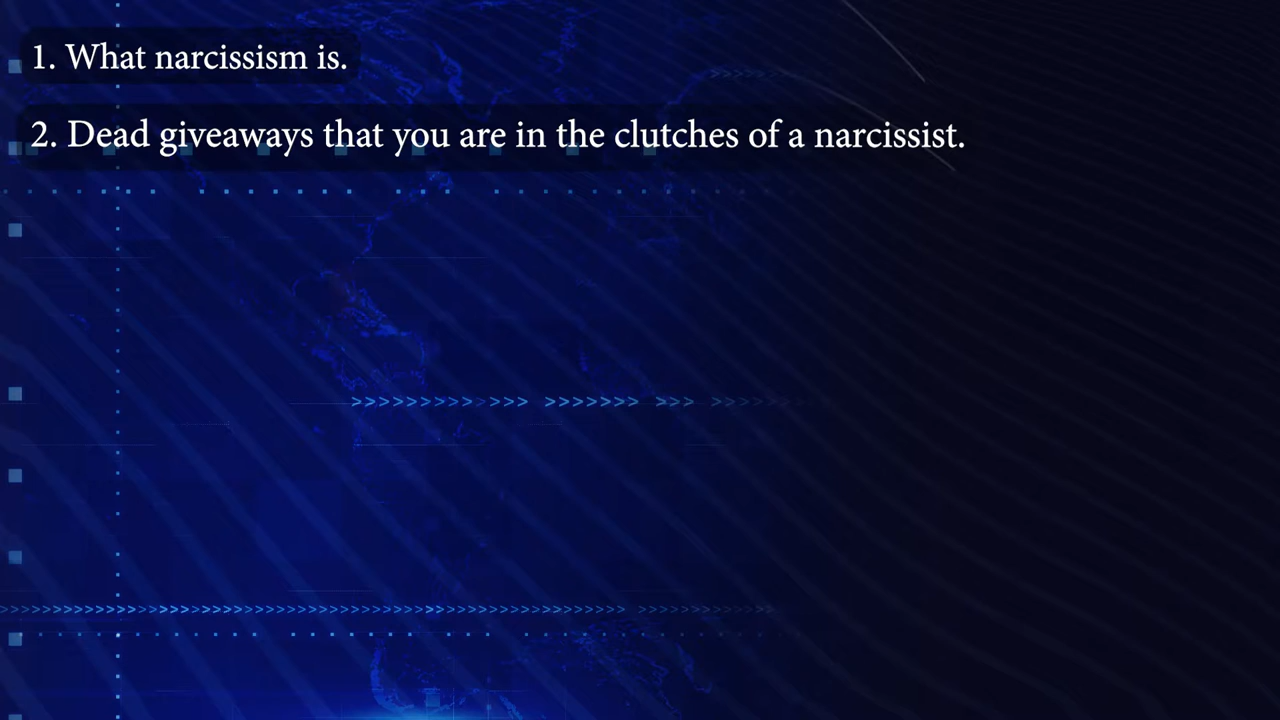 1. What narcissism is.
2. Dead giveaways that you are in the clutches of a narcissist.